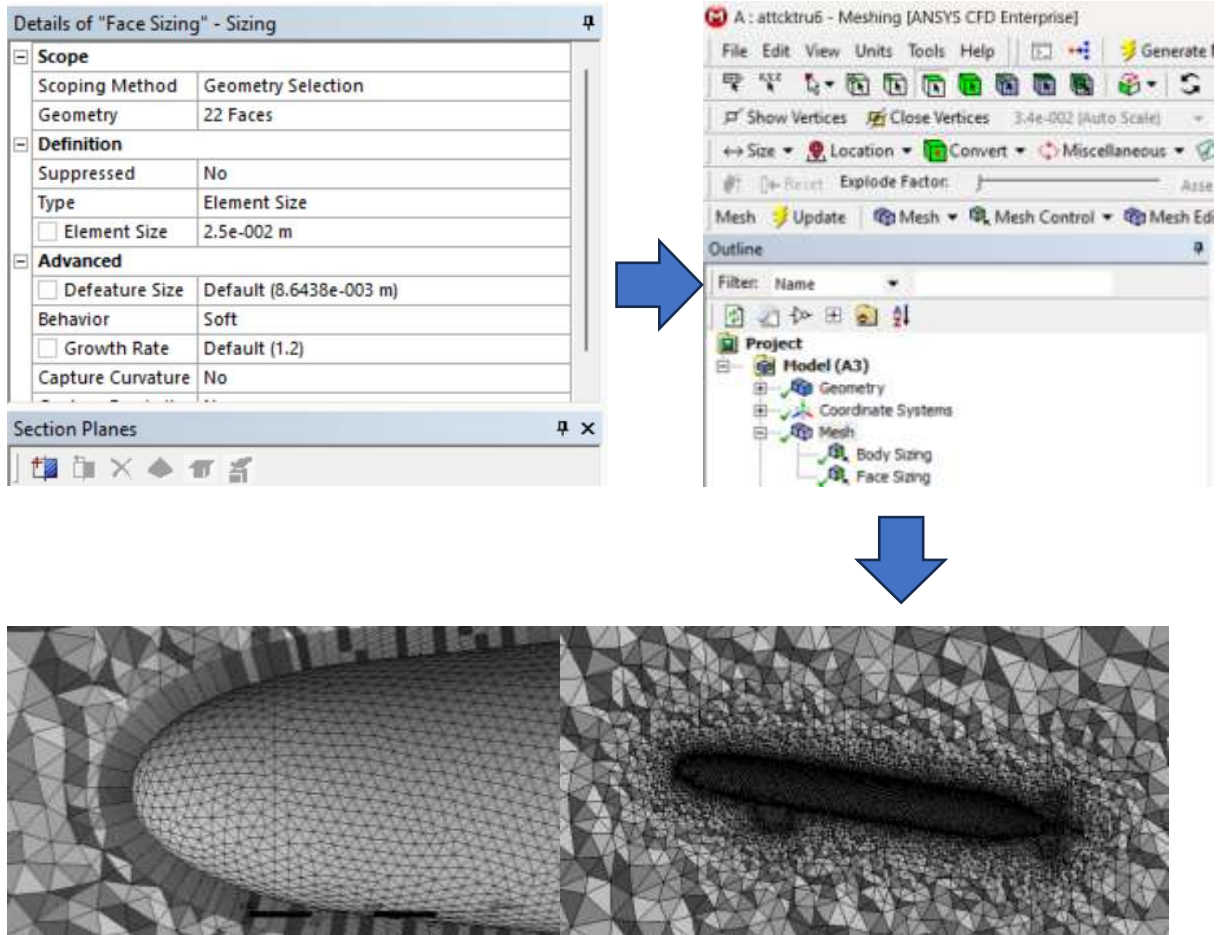 Details of "Face Sizing" - Sizing
Scope
Scoping Method Geometry Selection
Geometry 22 Faces
Definition
Suppressed No
Type Element Size
Element Size 2.5e-002 m
Advanced
Defeature Size Default (8.6438e-003 m)
Behavior Soft
Growth Rate Default (1.2)
Capture Curvature No
Section Planes
A : attcktru6 - Meshing [ANSYS CFD Enterprise]
File Edit View Units Tools Help Generate
Show Vertices Close Vertices 3.4e-002 (Auto Scale)
Size Location Convert Miscellaneous
Reset Explode Factor: Asse
Mesh Update Mesh Mesh Control Mesh Edi
Outline
Filter: Name
Project
Model (A3)
Geometry
Coordinate Systems
Mesh
Body Sizing
Face Sizing